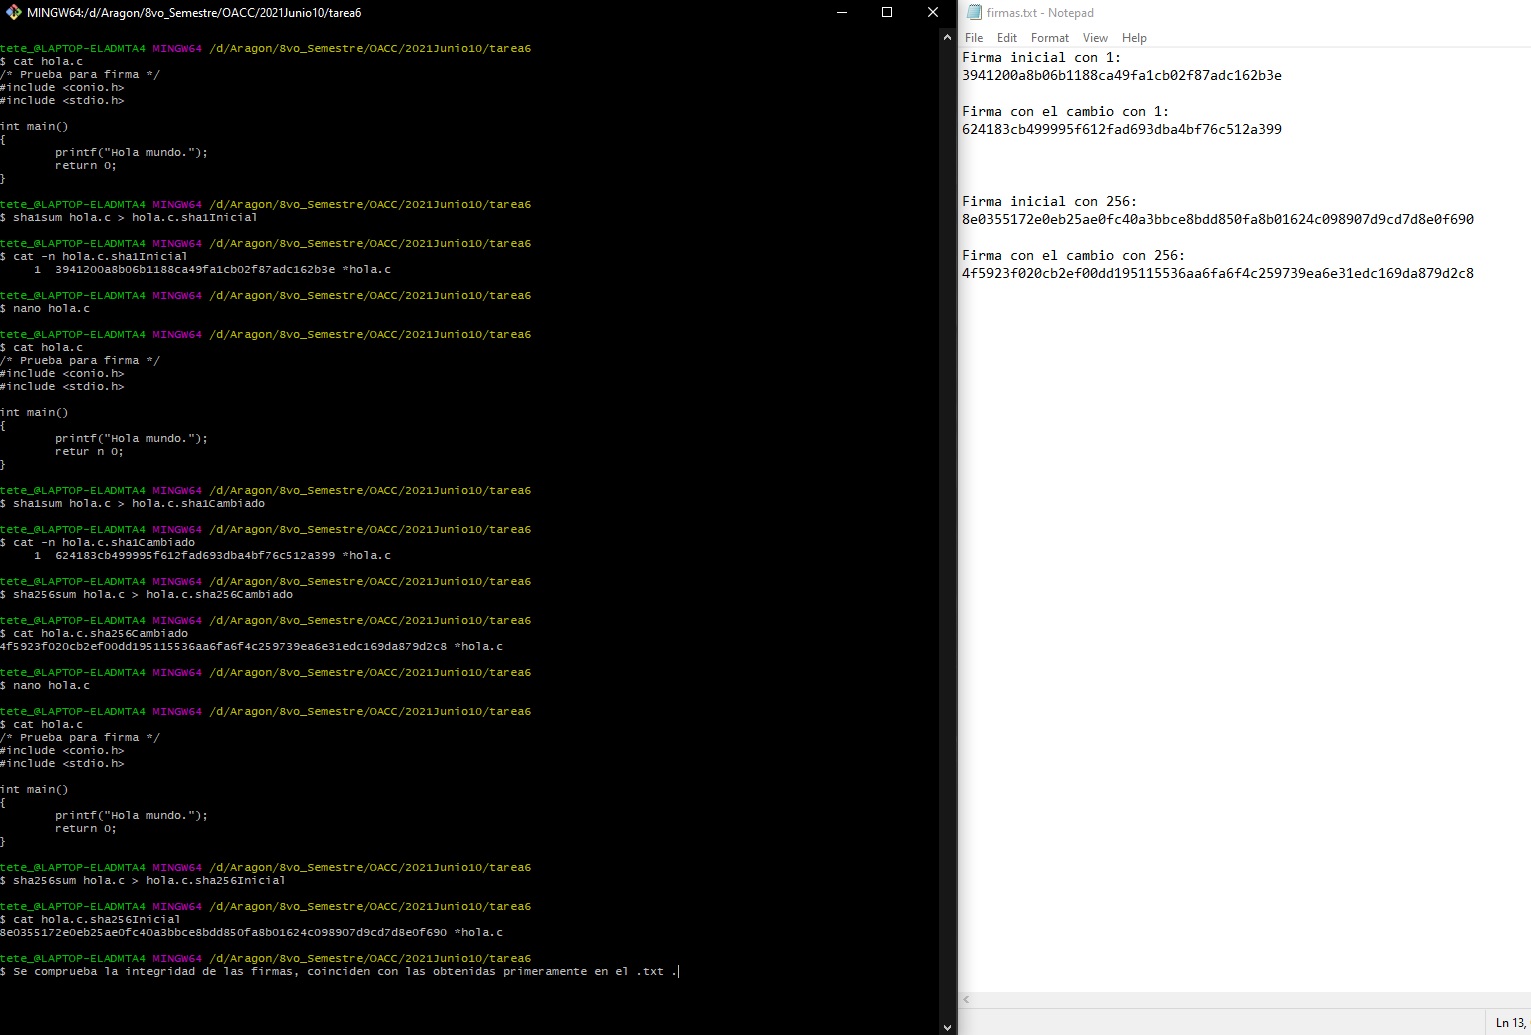 MINGW64:/d/Aragon/8vo_Semestre/OACC/2021Junio10/tarea6
tete_@LAPTOP-ELADMTA4 MINGW64 /d/Aragon/8vo_Semestre/OACC/2021Junio10/tarea6
$ cat hola.c
/* Prueba para firma */
#include <conio.h>
#include <stdio.h>
int main()
{
printf("Hola mundo.");
return 0;
}
tete_@LAPTOP-ELADMTA4 MINGW64 /d/Aragon/8vo_Semestre/OACC/2021Junio10/tarea6
$ sha1sum hola.c > hola.c.sha1Inicial
tete_@LAPTOP-ELADMTA4 MINGW64 /d/Aragon/8vo_Semestre/OACC/2021Junio10/tarea6
$ cat -n hola.c.sha1Inicial
1 3941200a8b06b1188ca49fa1cb02f87adc162b3e *hola.c
tete_@LAPTOP-ELADMTA4 MINGW64 /d/Aragon/8vo_Semestre/OACC/2021Junio10/tarea6
$ nano hola.c
tete_@LAPTOP-ELADMTA4 MINGW64 /d/Aragon/8vo_Semestre/OACC/2021Junio10/tarea6
$ cat hola.c
/* Prueba para firma */
#include <conio.h>
#include <stdio.h>
int main()
{
printf("Hola mundo.");
retur n 0;
}
tete_@LAPTOP-ELADMTA4 MINGW64 /d/Aragon/8vo_Semestre/OACC/2021Junio10/tarea6
$ sha1sum hola.c > hola.c.sha1Cambiado
tete_@LAPTOP-ELADMTA4 MINGW64 /d/Aragon/8vo_Semestre/OACC/2021Junio10/tarea6
$ cat -n hola.c.sha1Cambiado
1 624183cb499995f612fad693dba4bf76c512a399 *hola.c
tete_@LAPTOP-ELADMTA4 MINGW64 /d/Aragon/8vo_Semestre/OACC/2021Junio10/tarea6
$ sha256sum hola.c > hola.c.sha256Cambiado
tete_@LAPTOP-ELADMTA4 MINGW64 /d/Aragon/8vo_Semestre/OACC/2021Junio10/tarea6
$ cat hola.c.sha256Cambiado
4f5923f020cb2ef00dd195115536aa6fa6f4c259739ea6e31edc169da879d2c8 *hola.c
tete_@LAPTOP-ELADMTA4 MINGW64 /d/Aragon/8vo_Semestre/OACC/2021Junio10/tarea6
$ nano hola.c
tete_@LAPTOP-ELADMTA4 MINGW64 /d/Aragon/8vo_Semestre/OACC/2021Junio10/tarea6
$ cat hola.c
/* Prueba para firma */
#include <conio.h>
#include <stdio.h>
int main()
{
printf("Hola mundo.");
return 0;
}
tete_@LAPTOP-ELADMTA4 MINGW64 /d/Aragon/8vo_Semestre/OACC/2021Junio10/tarea6
$ sha256sum hola.c > hola.c.sha256Inicial
tete_@LAPTOP-ELADMTA4 MINGW64 /d/Aragon/8vo_Semestre/OACC/2021Junio10/tarea6
$ cat hola.c.sha256Inicial
8e0355172e0eb25ae0fc40a3bbce8bdd850fa8b01624c098907d9cd7d8e0f690 *hola.c
tete_@LAPTOP-ELADMTA4 MINGW64 /d/Aragon/8vo_Semestre/OACC/2021Junio10/tarea6
$ Se comprueba la integridad de las firmas, coinciden con las obtenidas primeramente en el .txt .
firmas.txt - Notepad
File Edit Format View Help
Firma inicial con 1:
3941200a8b06b1188ca49fa1cb02f87adc162b3e
Firma con el cambio con 1:
624183cb499995f612fad693dba4bf76c512a399
Firma inicial con 256:
8e0355172e0eb25ae0fc40a3bbce8bdd850fa8b01624c098907d9cd7d8e0f690
Firma con el cambio con 256:
4f5923f020cb2ef00dd195115536aa6fa6f4c259739ea6e31edc169da879d2c8
Ln 13,